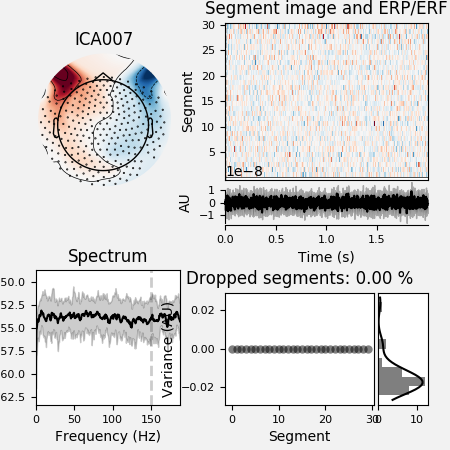 Segment image and ERP/ERF
ICA007
30
25
20
15
10
5
Segment
1e−8
1
0
−1
AU
0.0 0.5 1.0 1.5
Time (s)
Spectrum
50.0
52.5
55.0
57.5
60.0
62.5
0 50 100 150
Frequency (Hz)
Dropped segments: 0.00 %
0.02
0.00
−0.02
Variance (AU)
0 10 20 30
Segment
0 10